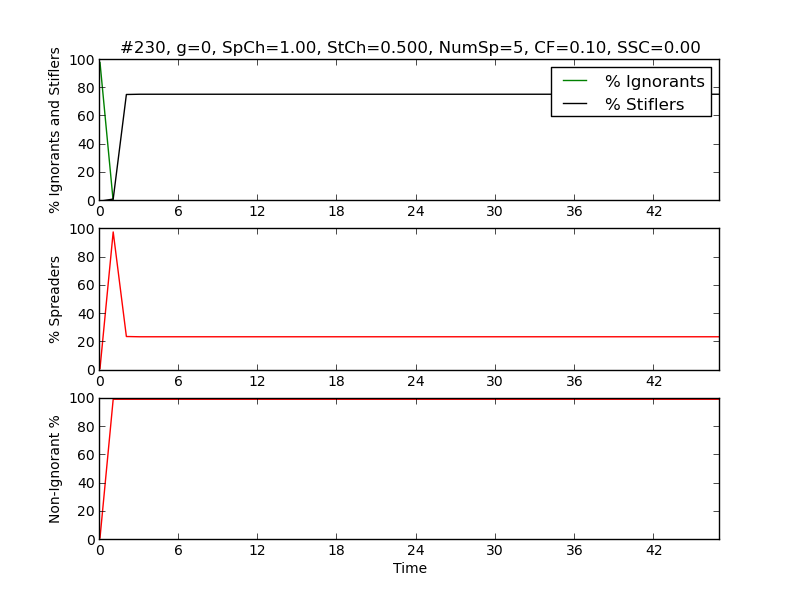 #230, g=0, SpCh=1.00, StCh=0.500, NumSp=5, CF=0.10, SSC=0.00
% Ignorants and Stiflers
100
80
60
40
20
0
% Ignorants
% Stiflers
0 6 12 18 24 30 36 42
% Spreaders
100
80
60
40
20
0
0 6 12 18 24 30 36 42
Non-Ignorant %
100
80
60
40
20
0
0 6 12 18 24 30 36 42
Time